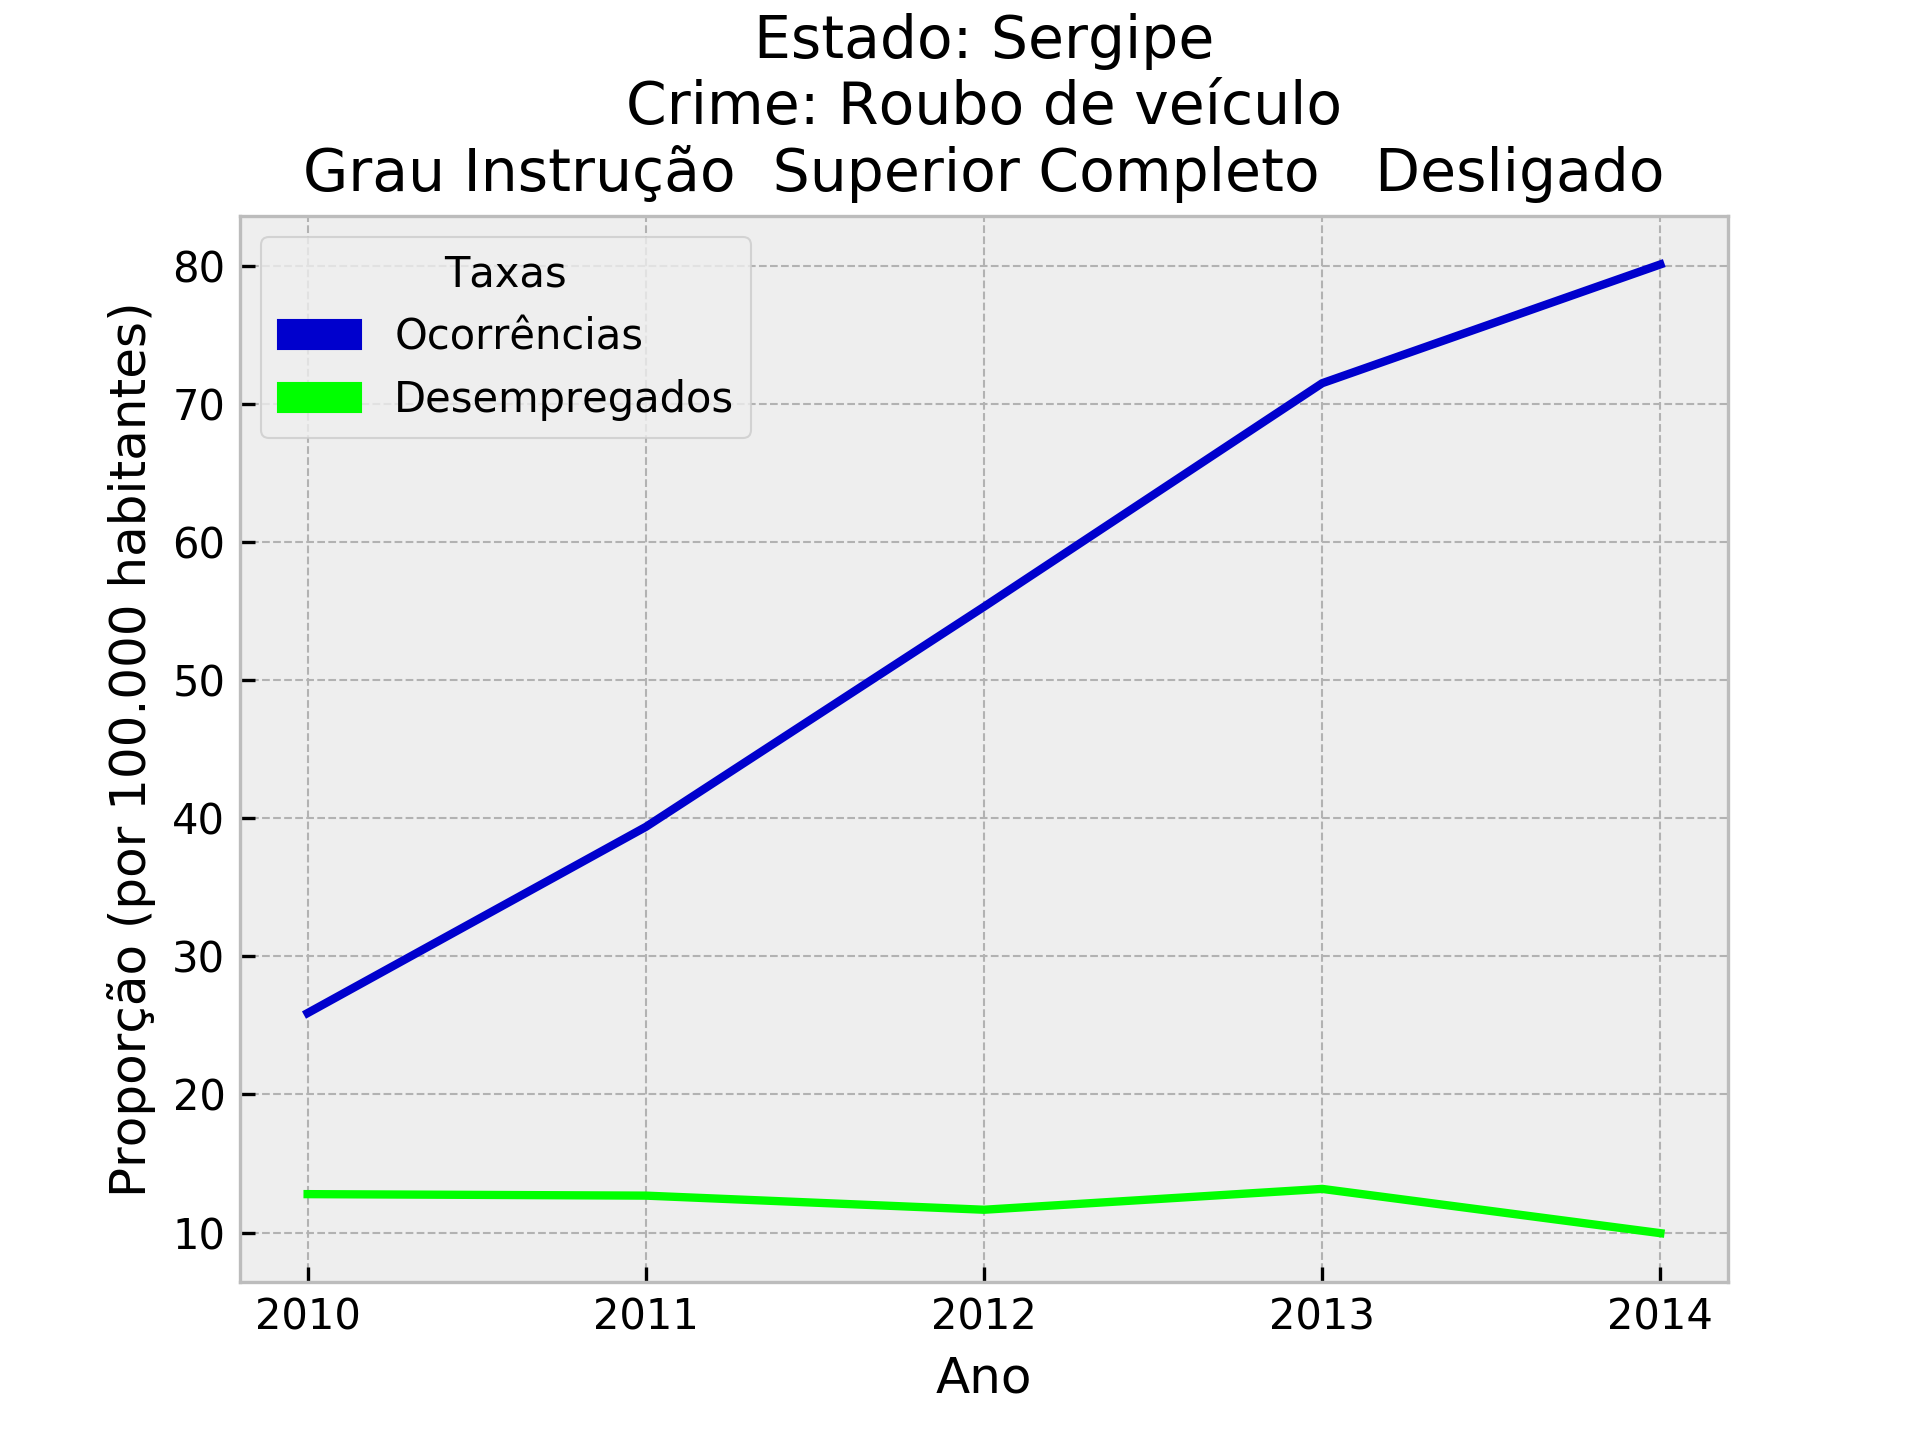 Estado: Sergipe
Crime: Roubo de veículo
Grau Instrução  Superior Completo   Desligado
Taxas
Ocorrências
Desempregados
Proporção (por 100.000 habitantes)
80
70
60
50
40
30
20
10
2010 2011 2012 2013 2014
Ano